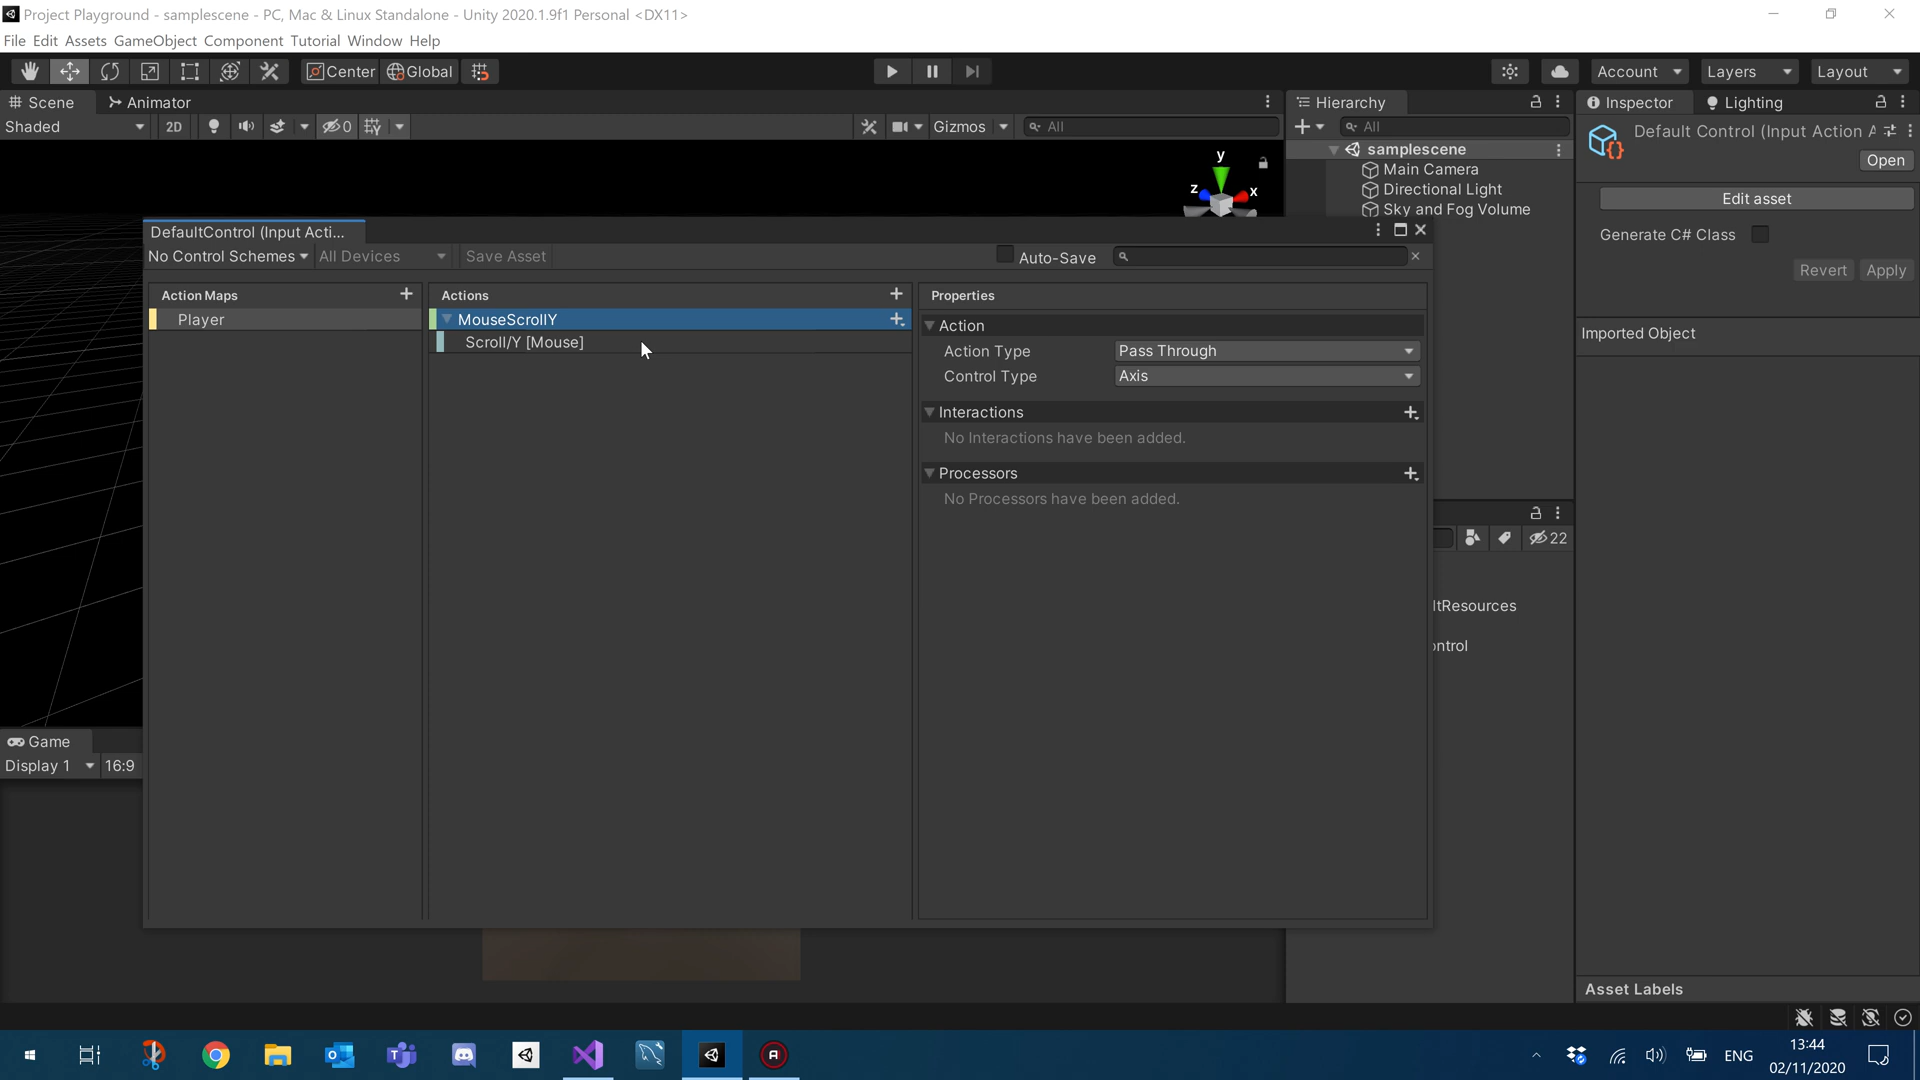 Project Playground - samplescene - PC, Mac & Linux Standalone - Unity 2020.1.9f1 Personal <DX11>
File Edit Assets GameObject Component Tutorial Window Help
Center Global
Account Layers Layout
Scene Animator
Hierarchy
Inspector Lighting
Shaded 2D 0 Gizmos All
All
Default Control (Input Action A
Open
samplescene
Main Camera
Directional Light
Sky and Fog Volume
Edit asset
Generate C# Class
Revert Apply
Imported Object
y
z
x
DefaultControl (Input Acti...
No Control Schemes All Devices Save Asset Auto-Save
Action Maps
Player
Actions
MouseScrollY
Scroll/Y [Mouse]
Properties
Action
Action Type Pass Through
Control Type Axis
Interactions
No Interactions have been added.
Processors
No Processors have been added.
22
ltResources
ontrol
Game
Display 1 16:9
Asset Labels
ENG
13:44
02/11/2020